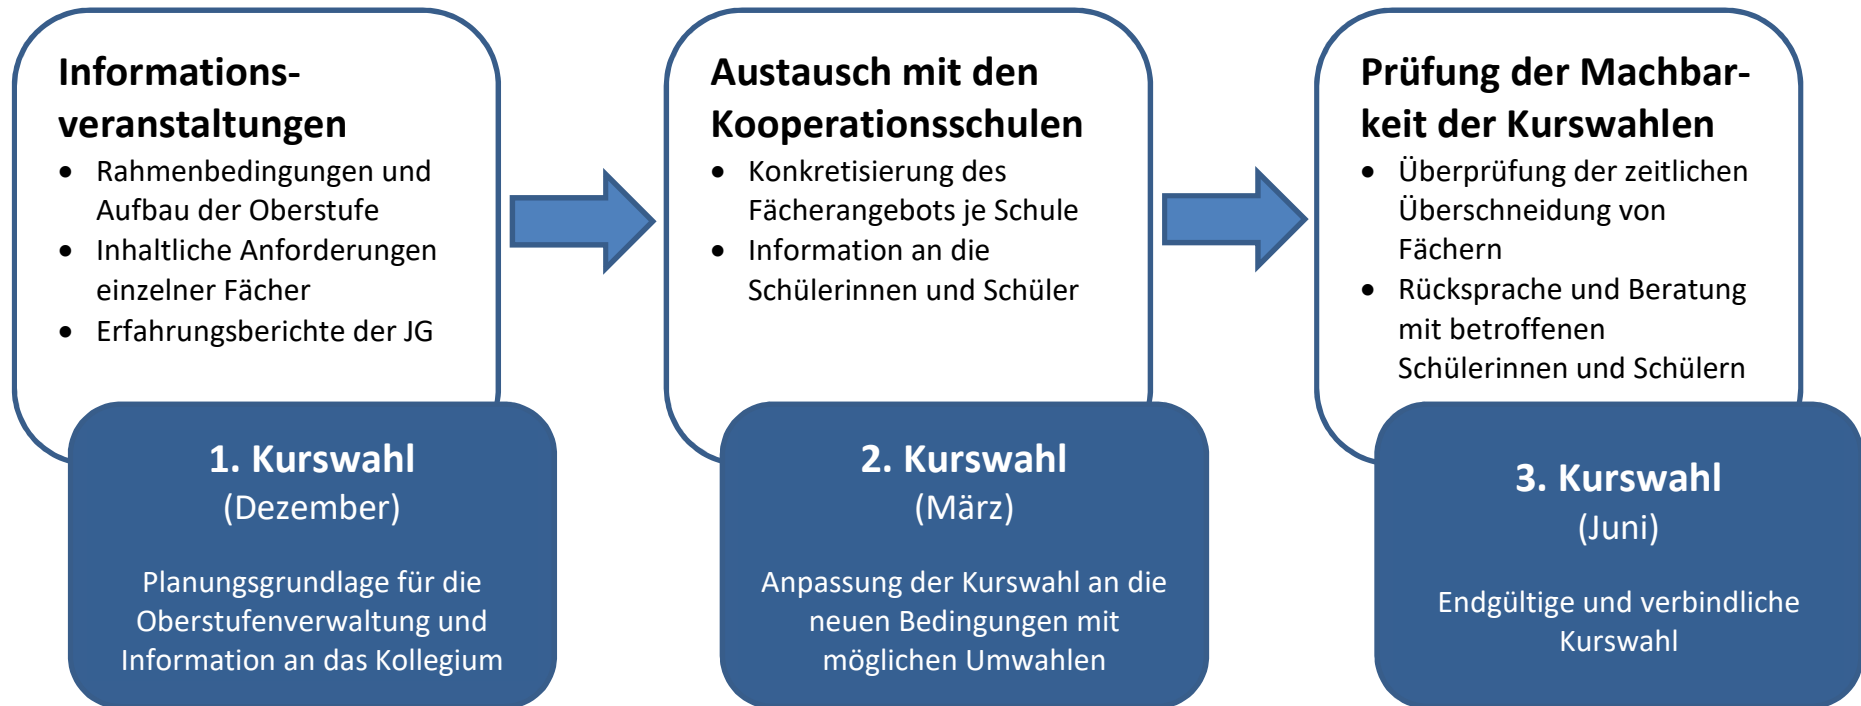 Informations-
veranstaltungen
• Rahmenbedingungen und
Aufbau der Oberstufe
• Inhaltliche Anforderungen
einzelner Fächer
• Erfahrungsberichte der JG
1. Kurswahl
(Dezember)
Planungsgrundlage für die
Oberstufenverwaltung und
Information an das Kollegium
Austausch mit den
Kooperationsschulen
• Konkretisierung des
Fächerangebots je Schule
• Information an die
Schülerinnen und Schüler
2. Kurswahl
(März)
Anpassung der Kurswahl an die
neuen Bedingungen mit
möglichen Umwahlen
Prüfung der Machbar-
keit der Kurswahlen
• Überprüfung der zeitlichen
Überschneidung von
Fächern
• Rücksprache und Beratung
mit betroffenen
Schülerinnen und Schülern
3. Kurswahl
(Juni)
Endgültige und verbindliche
Kurswahl